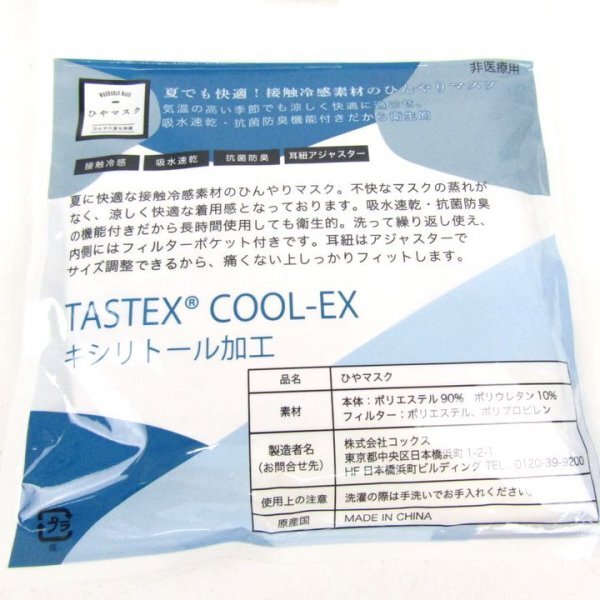 非医療用
WASHABLE MASK
ひやマスク
ひんやり涼な快適
夏でも快適！接触冷感素材のひんやりマスク
気温の高い季節でも涼しく快適に過ごせ、
吸水速乾・抗菌防臭機能付きだから衛生的
接触冷感 吸水速乾 抗菌防臭 耳紐アジャスター
夏に快適な接触冷感素材のひんやりマスク。不快なマスクの蒸れが
なく、涼しく快適な着用感となっております。吸水速乾・抗菌防臭
の機能付きだから長時間使用しても衛生的。洗って繰り返し使え、
内側にはフィルターポケット付きです。耳紐はアジャスターで
サイズ調整できるから、痛くない上しっかりフィットします。
TASTEX® COOL-EX
キシリトール加工
品名 ひやマスク
素材 本体：ポリエステル90% ポリウレタン10%
フィルター：ポリエステル、ポリプロピレン
製造者名 (お問合せ先) 株式会社コックス
東京都中央区日本橋浜町1-2-1
HF日本橋浜町ビルディング TEL：0120-39-9200
使用上の注意 洗濯の際は手洗いでお手入れください。
原産国 MADE IN CHINA
プラ